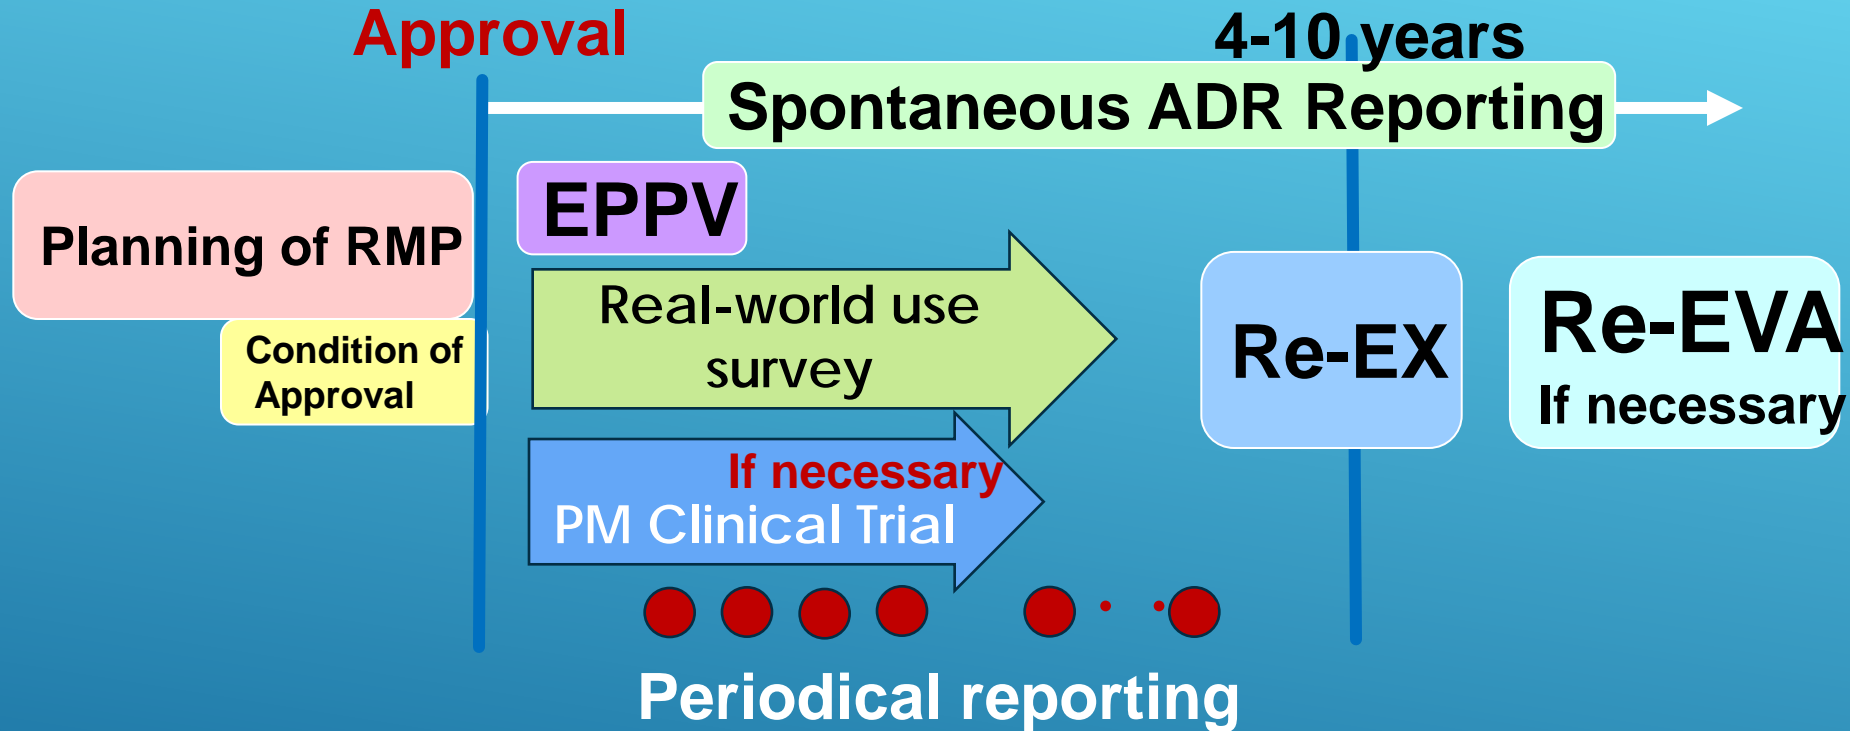 Approval
4-10 years
Spontaneous ADR Reporting
Planning of RMP
EPPV
Condition of
Approval
Real-world use
survey
Re-EX
Re-EVA
If necessary
If necessary
PM Clinical Trial
Periodical reporting